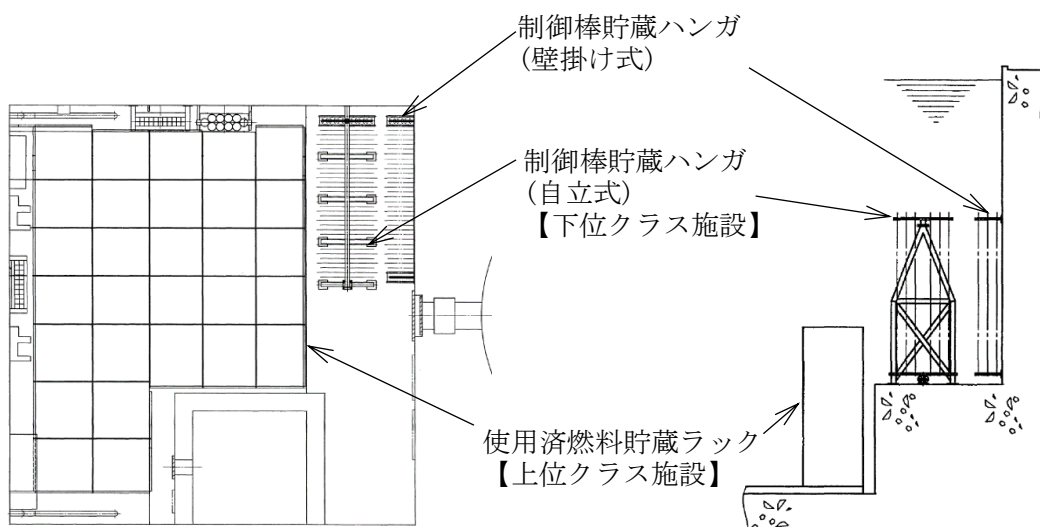 制御棒貯蔵ハンガ
(壁掛け式)
制御棒貯蔵ハンガ
(自立式)
【下位クラス施設】
使用済燃料貯蔵ラック
【上位クラス施設】